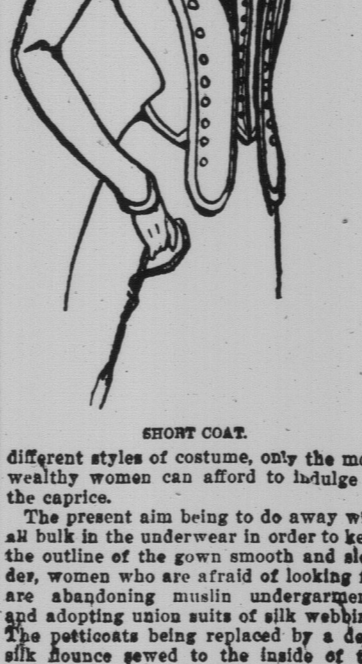 SHORT COAT.
different styles of costume, only the
wealthy women can afford to indulge
the caprice.
The present aim being to do away
all bulk in the underwear in order to
the outline of the gown smooth and
der, women who are afraid of looking
are abandoning muslin
and adopting union suits of silk
The petticoats being replaced by a
silk flounce sewed to the inside of